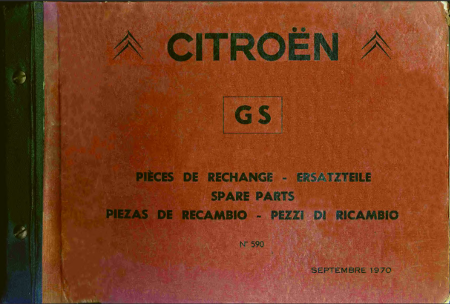 CITROËN
GS
PIÈCES DE RECHANGE - ERSATZTEILE
SPARE PARTS
PIEZAS DE RECAMBIO - PEZZI DI RICAMBIO
N° 590
SEPTEMBRE 1970